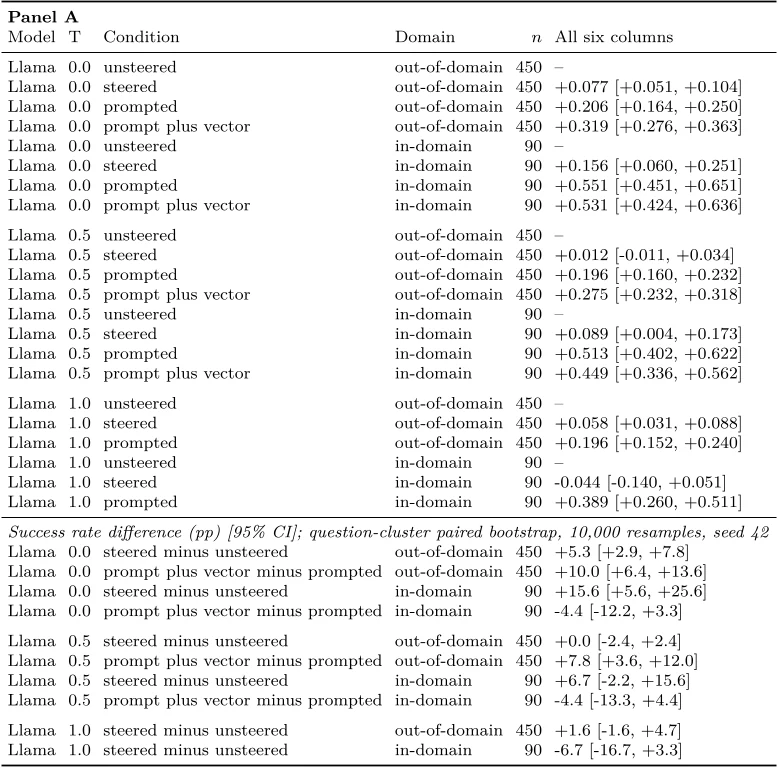 Panel A
Model T Condition Domain n All six columns
Llama 0.0 unsteered out-of-domain 450 –
Llama 0.0 steered out-of-domain 450 +0.077 [+0.051, +0.104]
Llama 0.0 prompted out-of-domain 450 +0.206 [+0.164, +0.250]
Llama 0.0 prompt plus vector out-of-domain 450 +0.319 [+0.276, +0.363]
Llama 0.0 unsteered in-domain 90 –
Llama 0.0 steered in-domain 90 +0.156 [+0.060, +0.251]
Llama 0.0 prompted in-domain 90 +0.551 [+0.451, +0.651]
Llama 0.0 prompt plus vector in-domain 90 +0.531 [+0.424, +0.636]
Llama 0.5 unsteered out-of-domain 450 –
Llama 0.5 steered out-of-domain 450 +0.012 [-0.011, +0.034]
Llama 0.5 prompted out-of-domain 450 +0.196 [+0.160, +0.232]
Llama 0.5 prompt plus vector out-of-domain 450 +0.275 [+0.232, +0.318]
Llama 0.5 unsteered in-domain 90 –
Llama 0.5 steered in-domain 90 +0.089 [+0.004, +0.173]
Llama 0.5 prompted in-domain 90 +0.513 [+0.402, +0.622]
Llama 0.5 prompt plus vector in-domain 90 +0.449 [+0.336, +0.562]
Llama 1.0 unsteered out-of-domain 450 –
Llama 1.0 steered out-of-domain 450 +0.058 [+0.031, +0.088]
Llama 1.0 prompted out-of-domain 450 +0.196 [+0.152, +0.240]
Llama 1.0 unsteered in-domain 90 –
Llama 1.0 steered in-domain 90 -0.044 [-0.140, +0.051]
Llama 1.0 prompted in-domain 90 +0.389 [+0.260, +0.511]
Success rate difference (pp) [95% CI]; question-cluster paired bootstrap, 10,000 resamples, seed 42
Llama 0.0 steered minus unsteered out-of-domain 450 +5.3 [+2.9, +7.8]
Llama 0.0 prompt plus vector minus prompted out-of-domain 450 +10.0 [+6.4, +13.6]
Llama 0.0 steered minus unsteered in-domain 90 +15.6 [+5.6, +25.6]
Llama 0.0 prompt plus vector minus prompted in-domain 90 -4.4 [-12.2, +3.3]
Llama 0.5 steered minus unsteered out-of-domain 450 +0.0 [-2.4, +2.4]
Llama 0.5 prompt plus vector minus prompted out-of-domain 450 +7.8 [+3.6, +12.0]
Llama 0.5 steered minus unsteered in-domain 90 +6.7 [-2.2, +15.6]
Llama 0.5 prompt plus vector minus prompted in-domain 90 -4.4 [-13.3, +4.4]
Llama 1.0 steered minus unsteered out-of-domain 450 +1.6 [-1.6, +4.7]
Llama 1.0 steered minus unsteered in-domain 90 -6.7 [-16.7, +3.3]